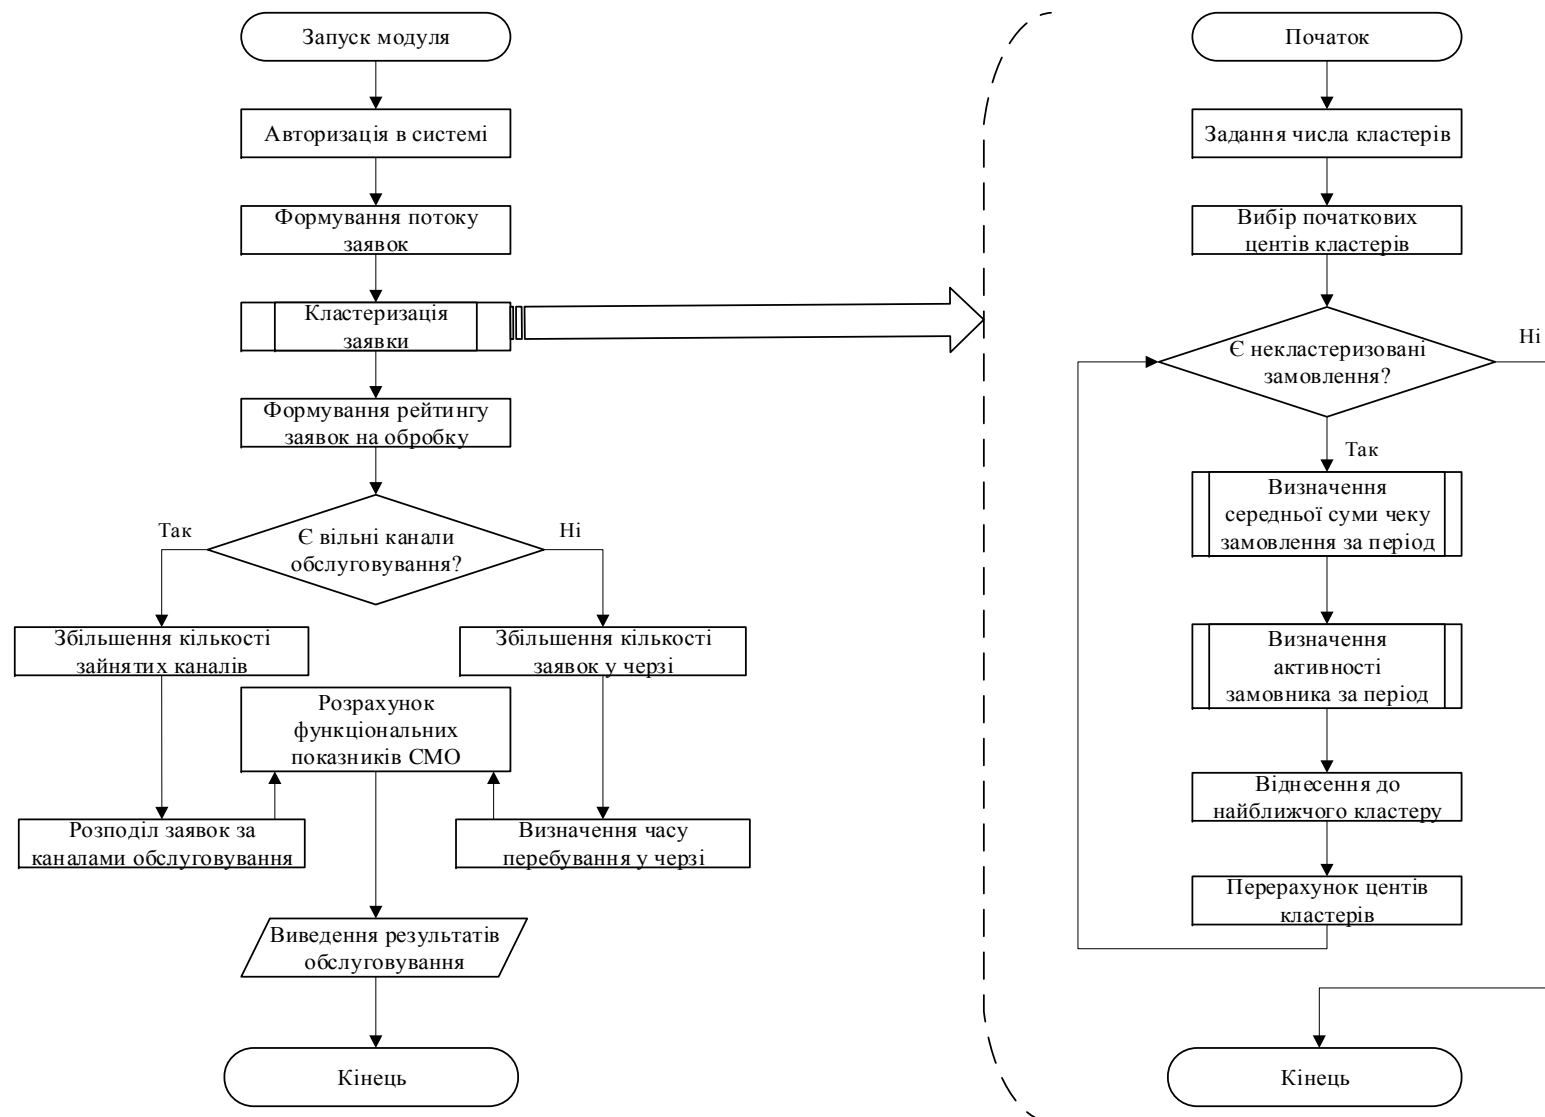 Запуск модуля
Авторизація в системі
Формування потоку
заявок
Кластеризація
заявки
Формування рейтингу
заявок на обробку
Є вільні канали
обслуговування?
Так
Ні
Збільшення кількості
зайнятих каналів
Збільшення кількості
заявок у черзі
Розрахунок
функціональних
показників СМО
Розподіл заявок за
каналами обслуговування
Визначення часу
перебування у черзі
Виведення результатів
обслуговування
Кінець
Початок
Задання числа кластерів
Вибір початкових
центів кластерів
Є некластеризовані
замовлення?
Ні
Так
Визначення
середньої суми чеку
замовлення за період
Визначення
активності
замовника за період
Віднесення до
найближчого кластеру
Перерахунок центів
кластерів
Кінець